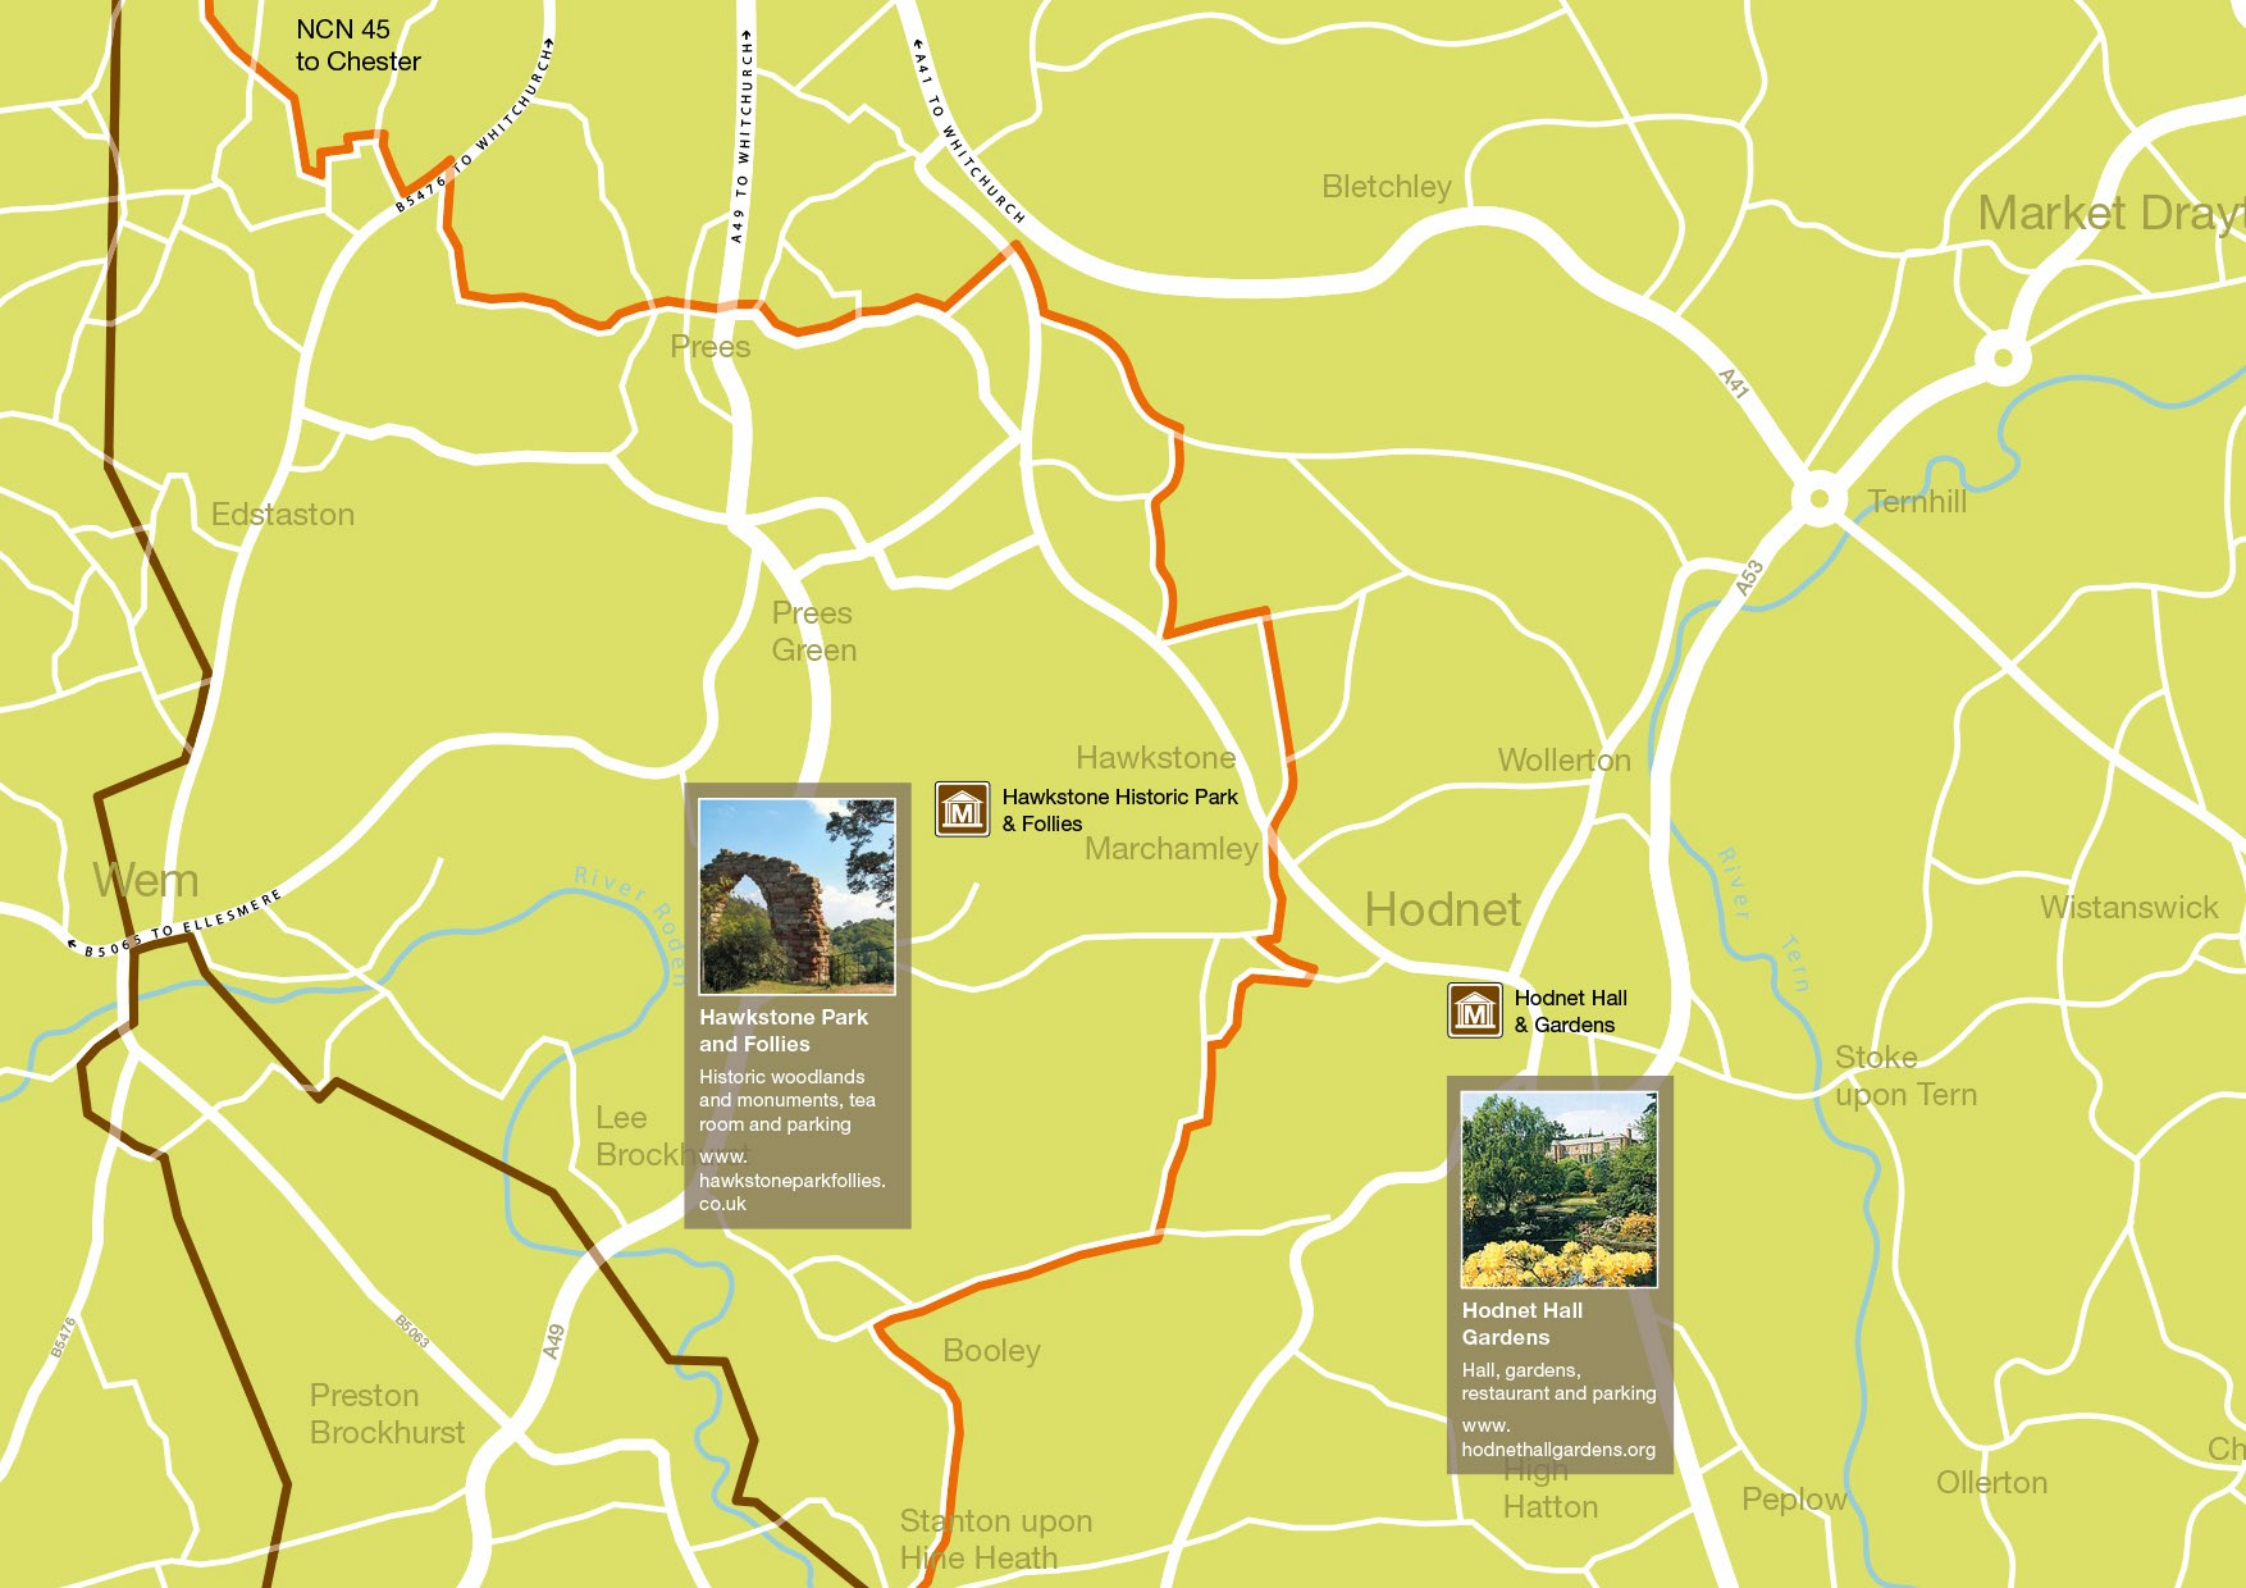 NCN 45
to Chester
B5476 TO WHITCHURCH→
A49 TO WHITCHURCH→
←A41 TO WHITCHURCH
Bletchley
Market Drayt
Prees
A41
Edstaston
Ternhill
A53
Prees
Green
Hawkstone
Wollerton
Hawkstone Historic Park
& Follies
Marchamley
Wem
←B5065 TO ELLESMERE
River Roden
Hodnet
River Tern
Wistanswick
Hodnet Hall
& Gardens
Hawkstone Park
and Follies
Historic woodlands
and monuments, tea
room and parking
www.
hawkstoneparkfollies.
co.uk
Stoke
upon Tern
Lee
Brockhurst
Hodnet Hall
Gardens
Hall, gardens,
restaurant and parking
www.
hodnethallgardens.org
B5476
B5063
A49
Booley
Preston
Brockhurst
High
Hatton
Peplow
Ollerton
Ch
Stanton upon
Hine Heath
M
M